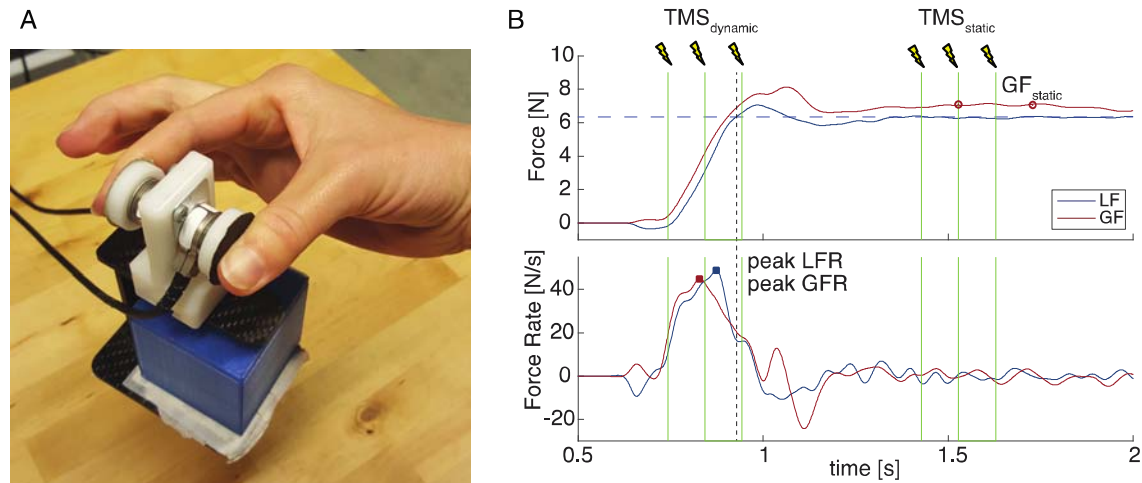 A
B
TMSdynamic
TMSstatic
10
8
6
4
2
0
Force [N]
GFstatic
LF
GF
40
20
0
-20
Force Rate [N/s]
peak LFR
peak GFR
0.5
1
1.5
2
time [s]